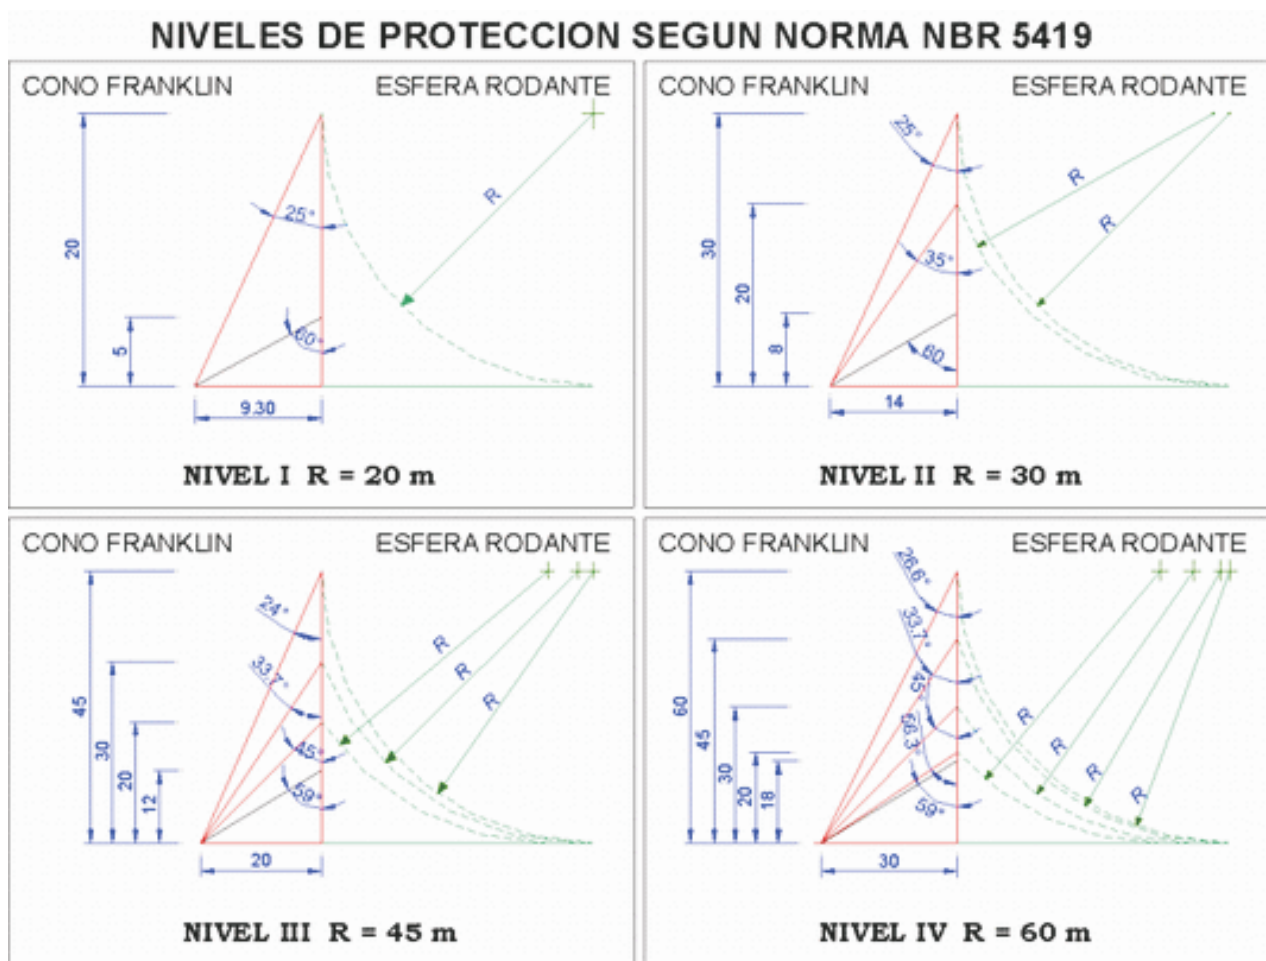 NIVELES DE PROTECCION SEGUN NORMA NBR 5419
CONO FRANKLIN ESFERA RODANTE
20
5
25°
60°
R
9.30
NIVEL I R = 20 m
CONO FRANKLIN ESFERA RODANTE
30
20
8
25°
35°
60
R
R
14
NIVEL II R = 30 m
CONO FRANKLIN ESFERA RODANTE
45
30
20
12
24°
33.7°
45°
59°
R
R
R
20
NIVEL III R = 45 m
CONO FRANKLIN ESFERA RODANTE
60
45
30
20
18
26.6°
33.7°
45
56.3°
59°
R
R
R
R
30
NIVEL IV R = 60 m